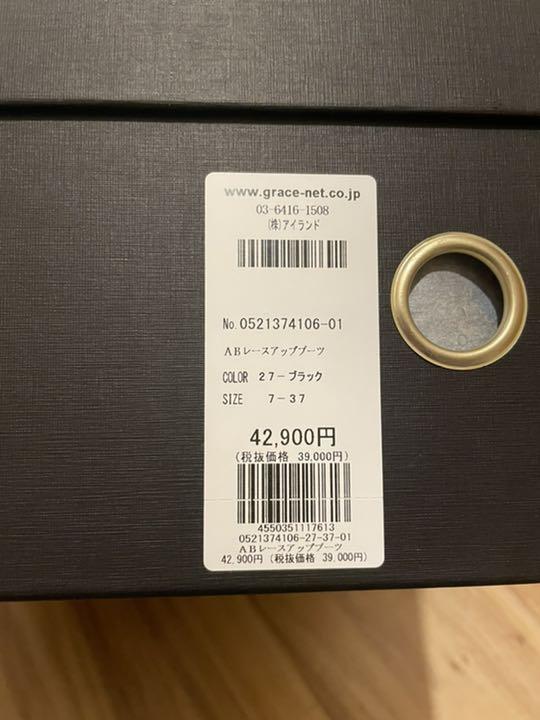 www.grace-net.co.jp
03-6416-1508
(株)アイランド
No.0521374106-01
ABレースアップブーツ
COLOR 27-ブラック
SIZE 7-37
42,900円
(税抜価格 39,000円)
4550351117613
0521374106-27-37-01
ABレースアップブーツ
42,900円 (税抜価格 39,000円)